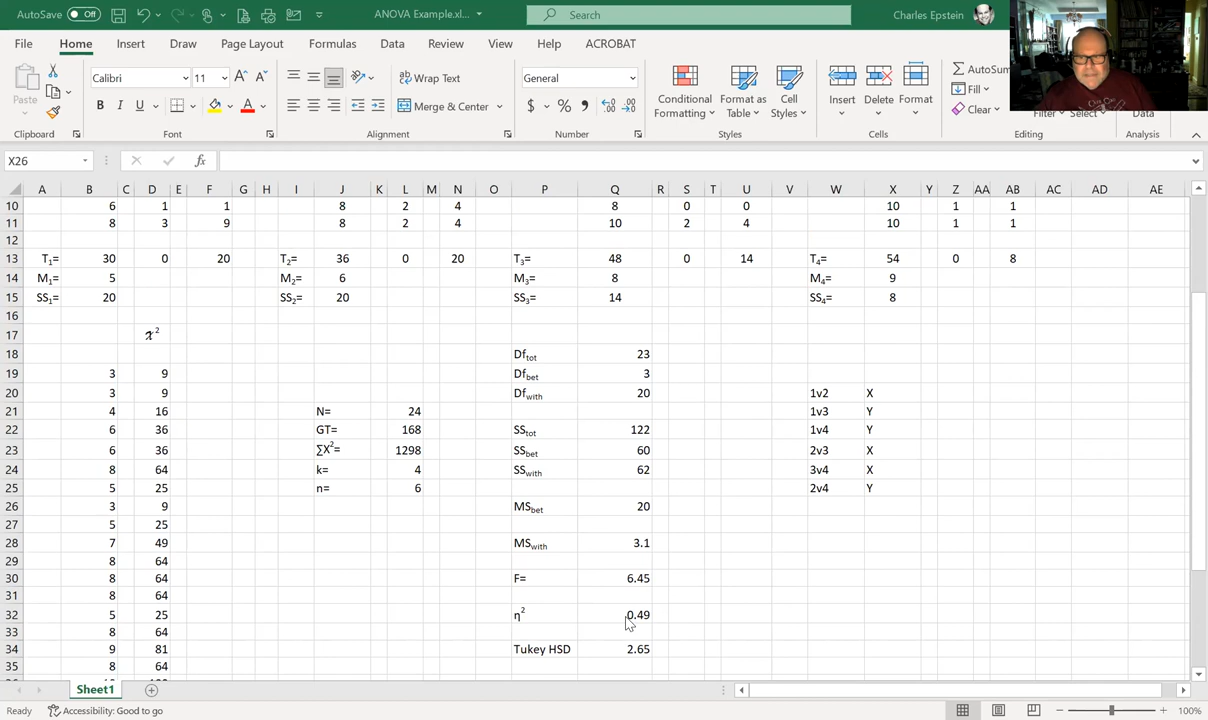 AutoSave Off ANOVA Example.xl... Search Charles Epstein
File Home Insert Draw Page Layout Formulas Data Review View Help ACROBAT
Paste Calibri 11 A A Wrap Text General Conditional Formatting Format as Table Cell Styles Insert Delete Format AutoSum
B I U A Merge & Center $ % Fill
Clear Filter Select Data
Clipboard Font Alignment Number Styles Cells Editing Analysis
X26 fx
A B C D E F G H I J K L M N O P Q R S T U V W X Y Z AA AB AC AD AE
10 6 1 1 8 2 4 8 0 0 10 1 1
11 8 3 9 8 2 4 10 2 4 10 1 1
12
13 T₁= 30 0 20 T₂= 36 0 20 T₃= 48 0 14 T₄= 54 0 8
14 M₁= 5 M₂= 6 M₃= 8 M₄= 9
15 SS₁= 20 SS₂= 20 SS₃= 14 SS₄= 8
16
17 𝑥²
18 Dftot 23
19 3 9 Dfbet 3
20 3 9 Dfwith 20 1v2 X
21 4 16 N= 24 1v3 Y
22 6 36 GT= 168 SStot 122 1v4 Y
23 6 36 ∑X²= 1298 SSbet 60 2v3 X
24 8 64 k= 4 SSwith 62 3v4 X
25 5 25 n= 6 2v4 Y
26 3 9 MSbet 20
27 5 25
28 7 49 MSwith 3.1
29 8 64
30 8 64 F= 6.45
31 8 64
32 5 25 η² 0.49
33 8 64
34 9 81 Tukey HSD 2.65
35 8 64
Sheet1
Ready Accessibility: Good to go 100%